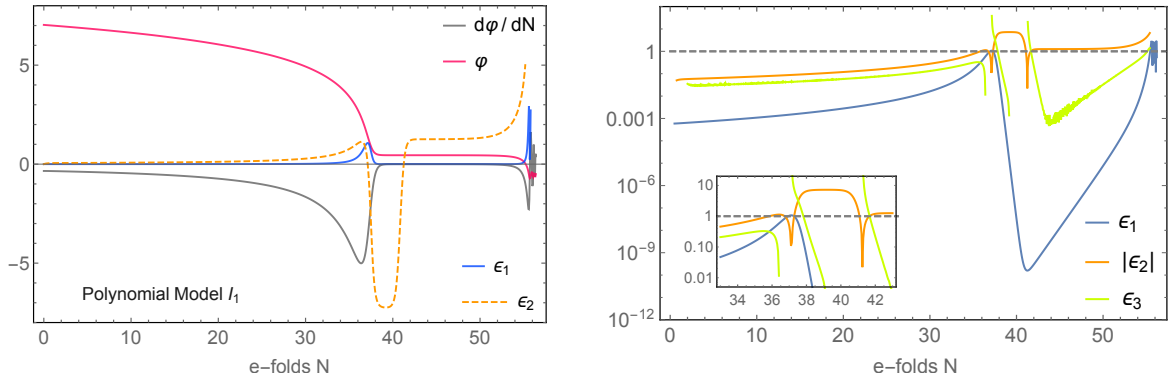 dφ/dN
φ
5
0
-5
Polynomial Model I₁
ϵ₁
ϵ₂
0 10 20 30 40 50
e-folds N
1
0.001
10⁻⁶
10⁻⁹
10⁻¹²
10
1
0.10
0.01
34 36 38 40 42
ϵ₁
|ϵ₂|
ϵ₃
0 10 20 30 40 50
e-folds N